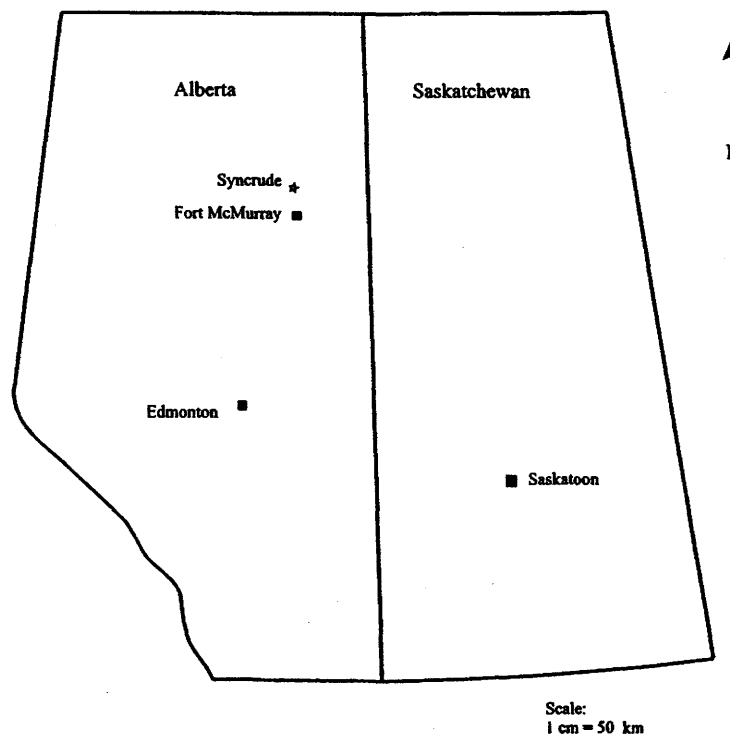 Alberta
Saskatchewan
Syncrude
Fort McMurray
Edmonton
Saskatoon
Scale:
1 cm = 50 km